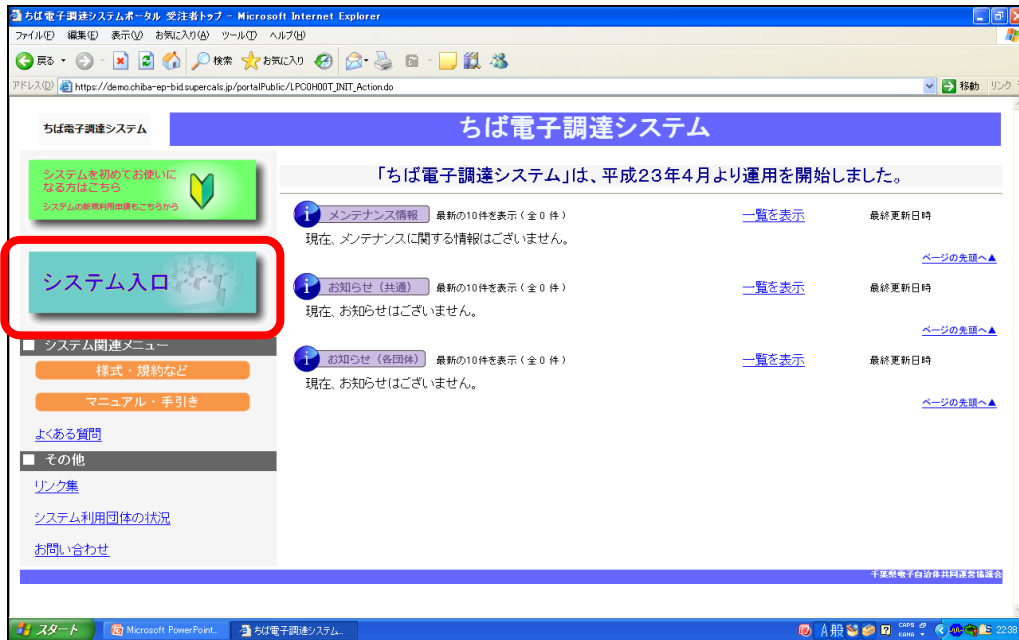 ちば電子調達システムポータル 受注者トップ - Microsoft Internet Explorer
ファイル(F) 編集(E) 表示(V) お気に入り(A) ツール(T) ヘルプ(H)
戻る 検索 お気に入り
アドレス(D) https://demo.chiba-ep-bid.supercals.jp/portalPublic/LPC0H00T_INIT_Action.do 移動 リンク
ちば電子調達システム ちば電子調達システム
「ちば電子調達システム」は、平成23年4月より運用を開始しました。
システムを初めてお使いに
なる方はこちら
システムの新規利用申請もこちらから
システム入口
■ システム関連メニュー
様式・規約など
マニュアル・手引き
よくある質問
■ その他
リンク集
システム利用団体の状況
お問い合わせ
メンテナンス情報 最新の10件を表示(全0件) 一覧を表示 最終更新日時
現在、メンテナンスに関する情報はございません。
ページの先頭へ▲
お知らせ(共通) 最新の10件を表示(全0件) 一覧を表示 最終更新日時
現在、お知らせはございません。
ページの先頭へ▲
お知らせ(各団体) 最新の10件を表示(全0件) 一覧を表示 最終更新日時
現在、お知らせはございません。
ページの先頭へ▲
千葉県電子自治体共同運営協議会
スタート Microsoft PowerPoint... ちば電子調達システム... A 般 CAPS KANA 22:38